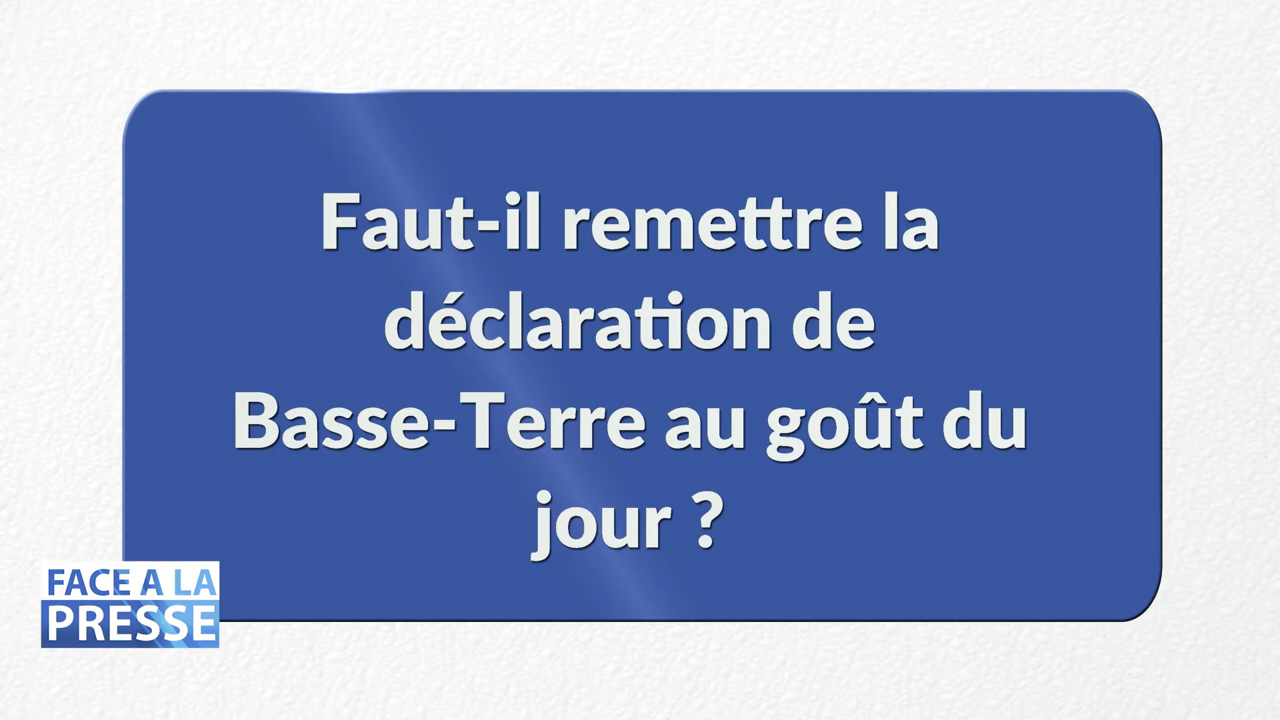 Faut-il remettre la
déclaration de
Basse-Terre au goût du
jour ?
FACE A LA
PRESSE